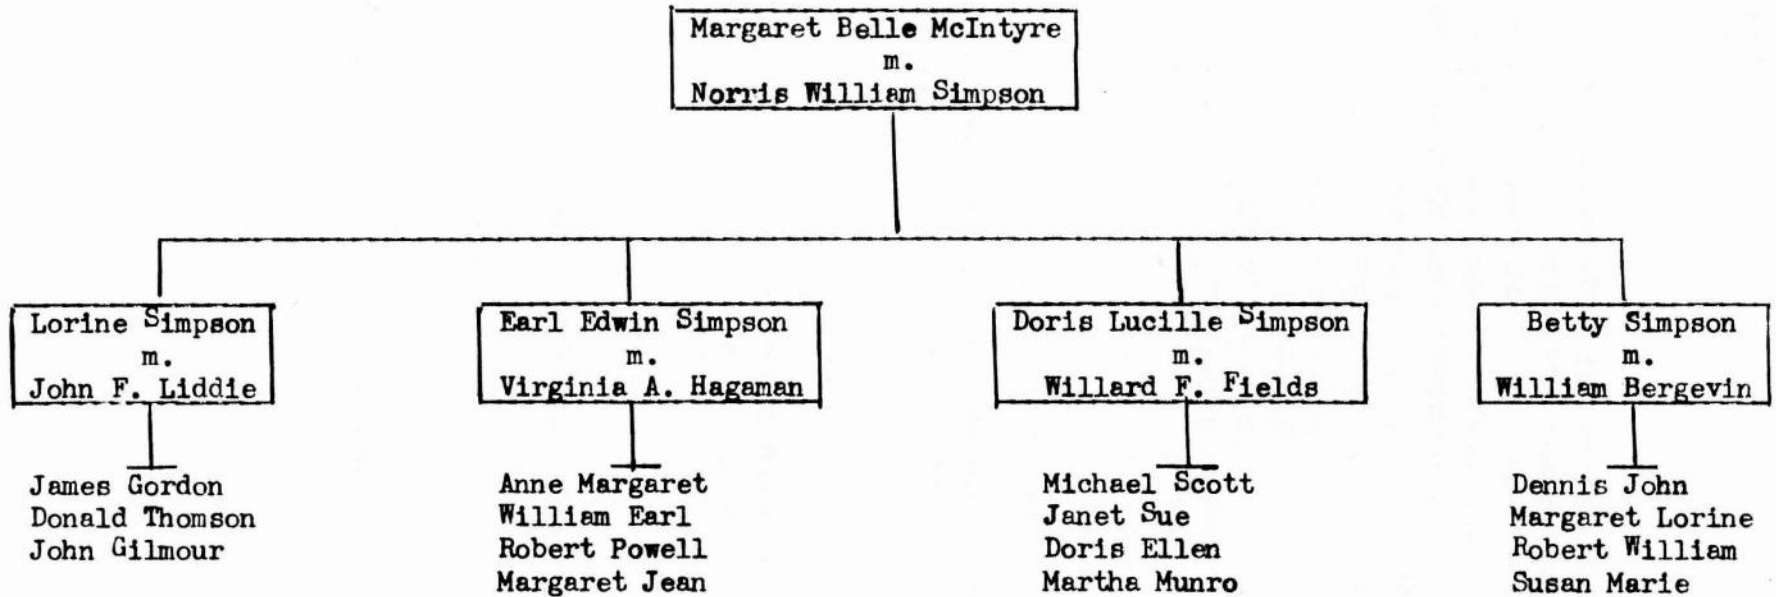 Margaret Belle McIntyre
m.
Norris William Simpson
Lorine Simpson
m.
John F. Liddie
James Gordon
Donald Thomson
John Gilmour
Earl Edwin Simpson
m.
Virginia A. Hagaman
Anne Margaret
William Earl
Robert Powell
Margaret Jean
Doris Lucille Simpson
m.
Willard F. Fields
Michael Scott
Janet Sue
Doris Ellen
Martha Munro
Betty Simpson
m.
William Bergevin
Dennis John
Margaret Lorine
Robert William
Susan Marie